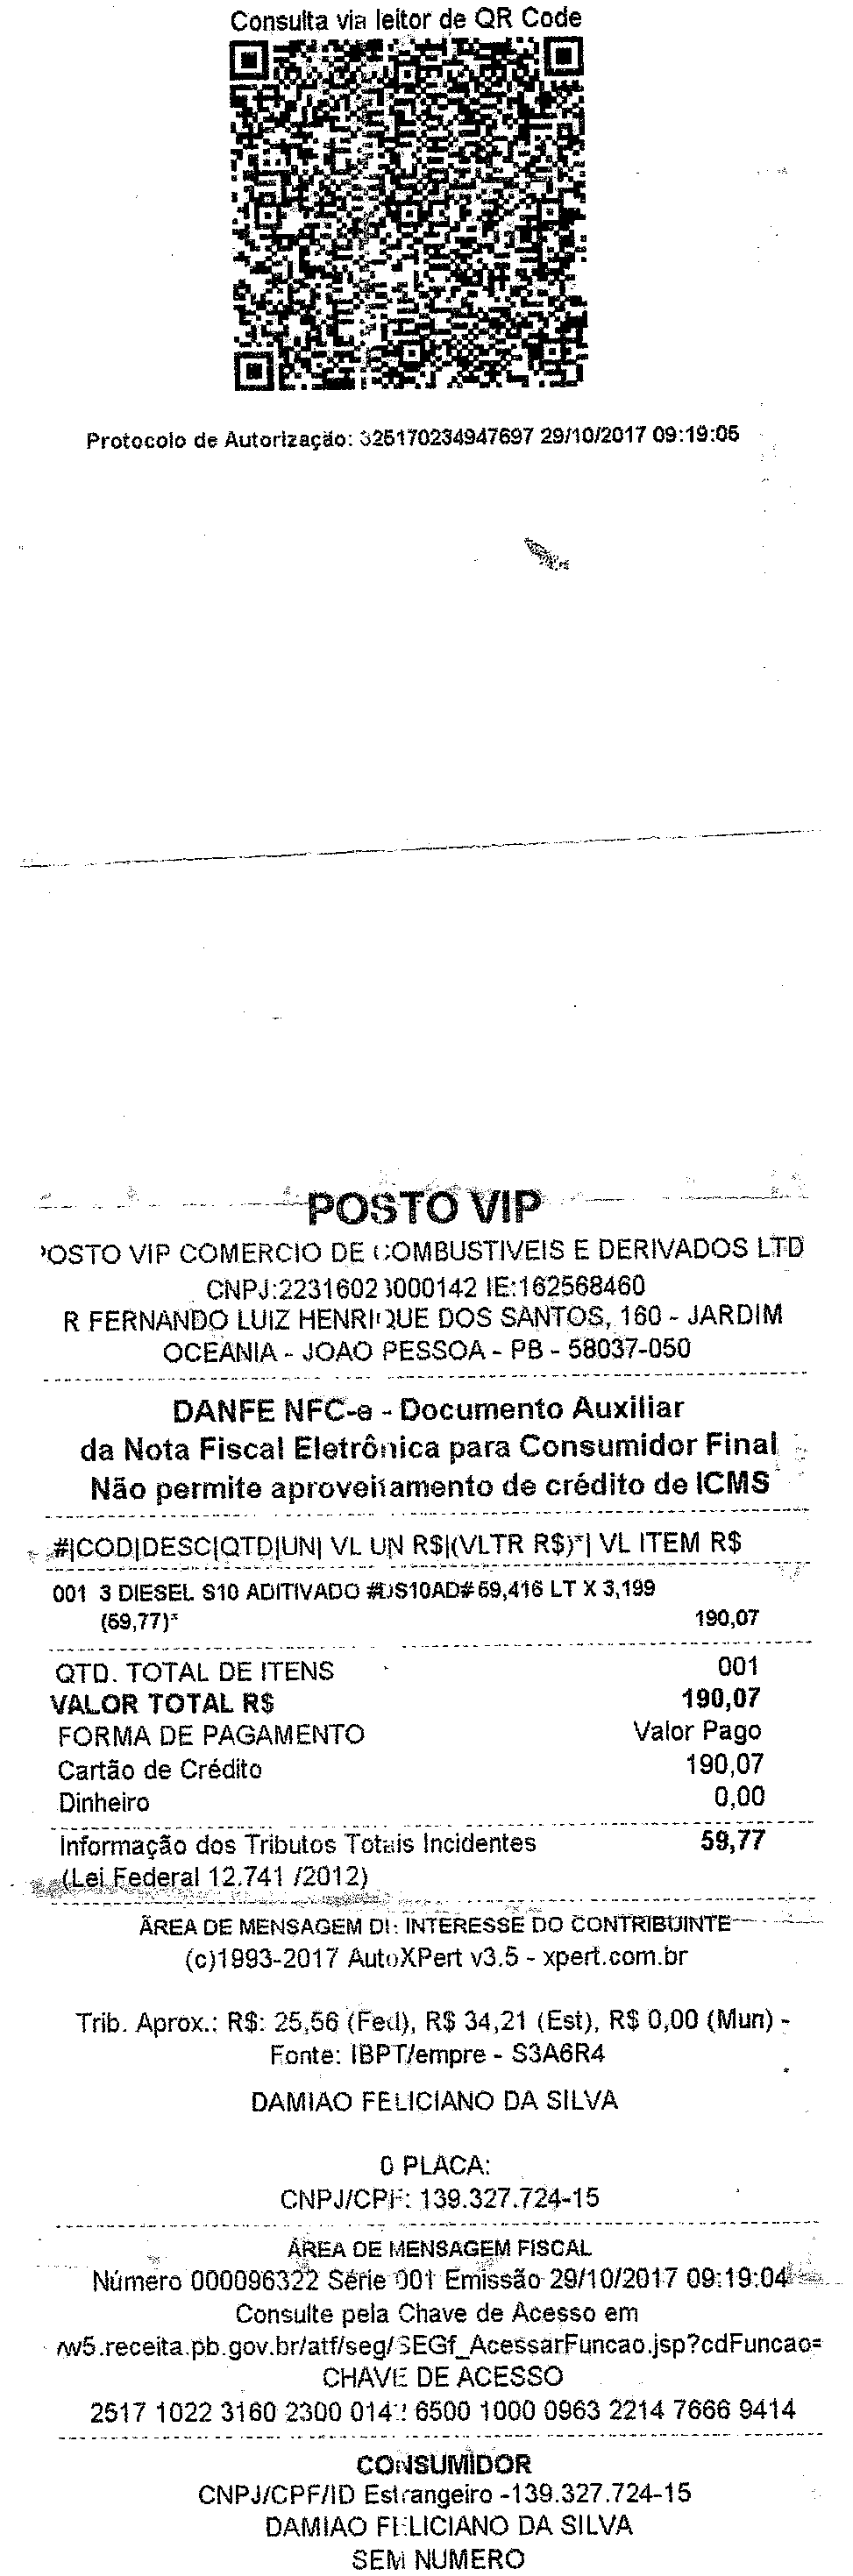 Consulta via leitor de QR Code
Protocolo de Autorização: 325170234947697 29/10/2017 09:19:05
POSTO VIP
POSTO VIP COMERCIO DE COMBUSTIVEIS E DERIVADOS LTD
CNPJ:22316023000142 IE:162568460
R FERNANDO LUIZ HENRIQUE DOS SANTOS, 160 - JARDIM
OCEANIA - JOAO PESSOA - PB - 58037-050
DANFE NFC-e - Documento Auxiliar
da Nota Fiscal Eletrônica para Consumidor Final
Não permite aproveitamento de crédito de ICMS
#|COD|DESC|QTD|UN| VL UN R$|(VLTR R$)*| VL ITEM R$
001 3 DIESEL S10 ADITIVADO #DS10AD# 59,416 LT X 3,199
(59,77)* 190,07
QTD. TOTAL DE ITENS 001
VALOR TOTAL R$ 190,07
FORMA DE PAGAMENTO Valor Pago
Cartão de Crédito 190,07
Dinheiro 0,00
Informação dos Tributos Totais Incidentes 59,77
(Lei Federal 12.741 /2012)
ÁREA DE MENSAGEM DE INTERESSE DO CONTRIBUINTE
(c)1993-2017 AutoXPert v3.5 - xpert.com.br
Trib. Aprox.: R$: 25,56 (Fed), R$ 34,21 (Est), R$ 0,00 (Mun) -
Fonte: IBPT/empre - S3A6R4
DAMIAO FELICIANO DA SILVA
0 PLACA:
CNPJ/CPF: 139.327.724-15
ÁREA DE MENSAGEM FISCAL
Número 000096322 Série 001 Emissão 29/10/2017 09:19:04
Consulte pela Chave de Acesso em
w5.receita.pb.gov.br/atf/seg/SEGf_AcessarFuncao.jsp?cdFuncao=
CHAVE DE ACESSO
2517 1022 3160 2300 0142 6500 1000 0963 2214 7666 9414
CONSUMIDOR
CNPJ/CPF/ID Estrangeiro -139.327.724-15
DAMIAO FELICIANO DA SILVA
SEM NUMERO